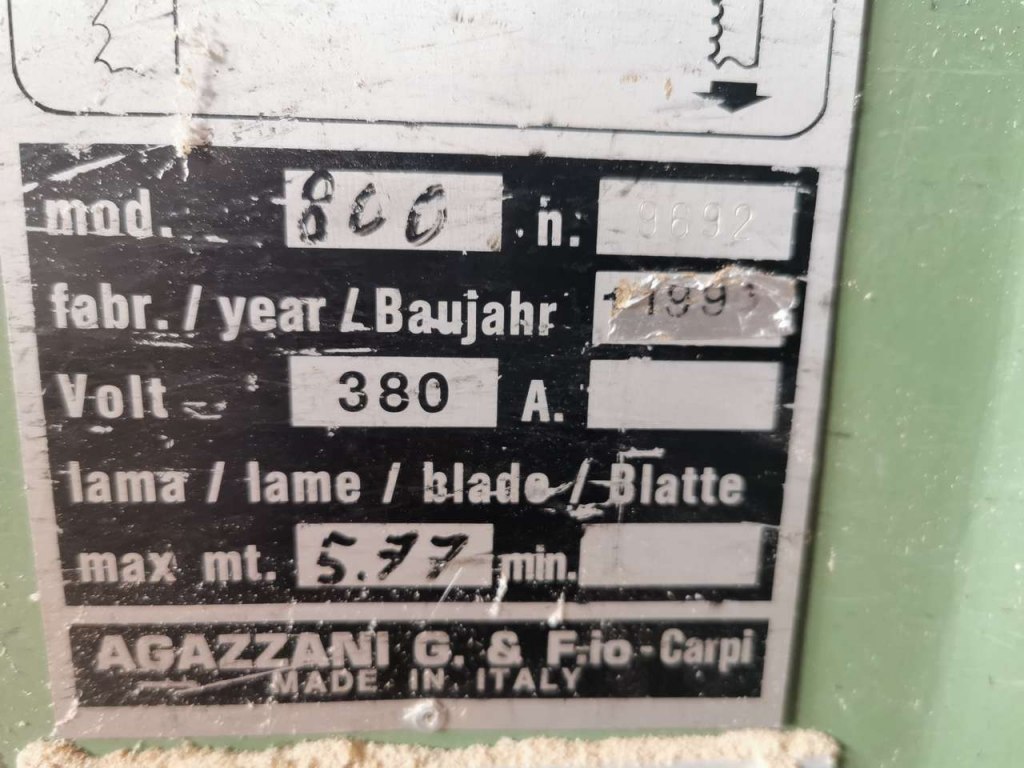 mod. 800 n. 9692
fabr. / year / Baujahr
Volt 380 A.
lama / lame / blade / Blatte
max mt. 5.77 min.
AGAZZANI G. & F.io - Carpi
MADE IN ITALY